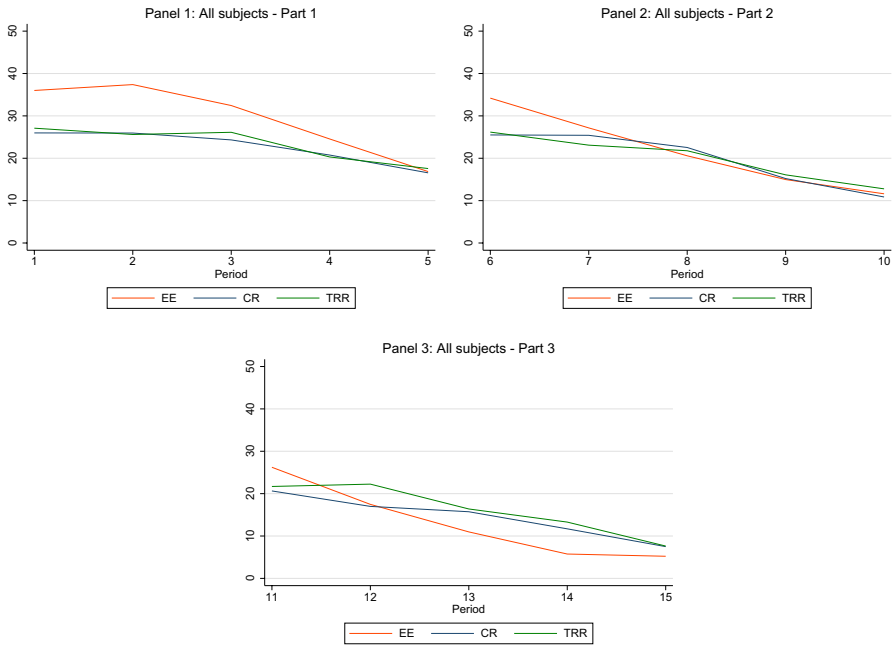 Panel 1: All subjects - Part 1
50
40
30
20
10
0
1 2 3 4 5
Period
EE CR TRR
Panel 2: All subjects - Part 2
50
40
30
20
10
0
6 7 8 9 10
Period
EE CR TRR
Panel 3: All subjects - Part 3
50
40
30
20
10
0
11 12 13 14 15
Period
EE CR TRR